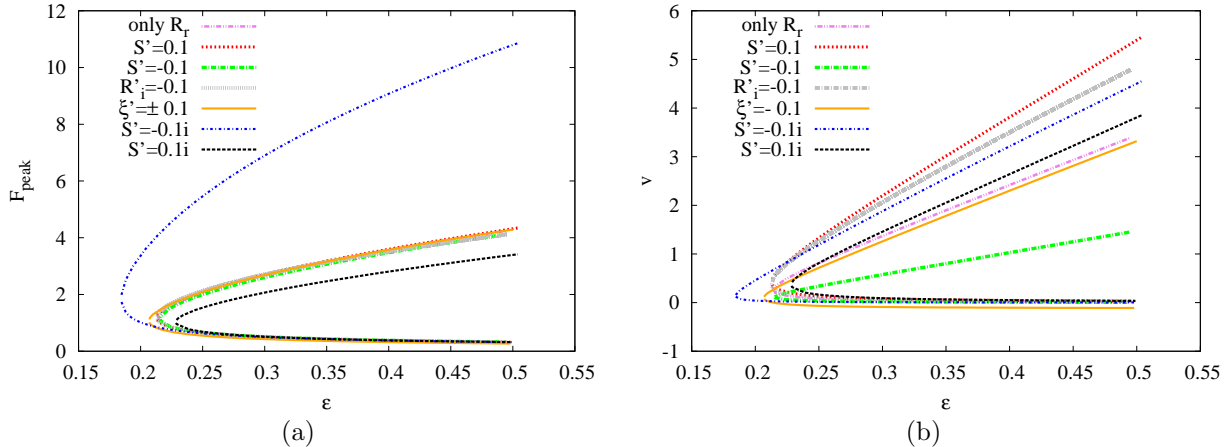 only R_r
S'=0.1
S'=-0.1
R'_i=-0.1
ξ'=± 0.1
S'=-0.1i
S'=0.1i
12
10
8
6
4
2
0
F_peak
0.15 0.2 0.25 0.3 0.35 0.4 0.45 0.5 0.55
ε
(a)
only R_r
S'=0.1
S'=-0.1
R'_i=-0.1
ξ'=- 0.1
S'=-0.1i
S'=0.1i
6
5
4
3
2
1
0
-1
v
0.15 0.2 0.25 0.3 0.35 0.4 0.45 0.5 0.55
ε
(b)